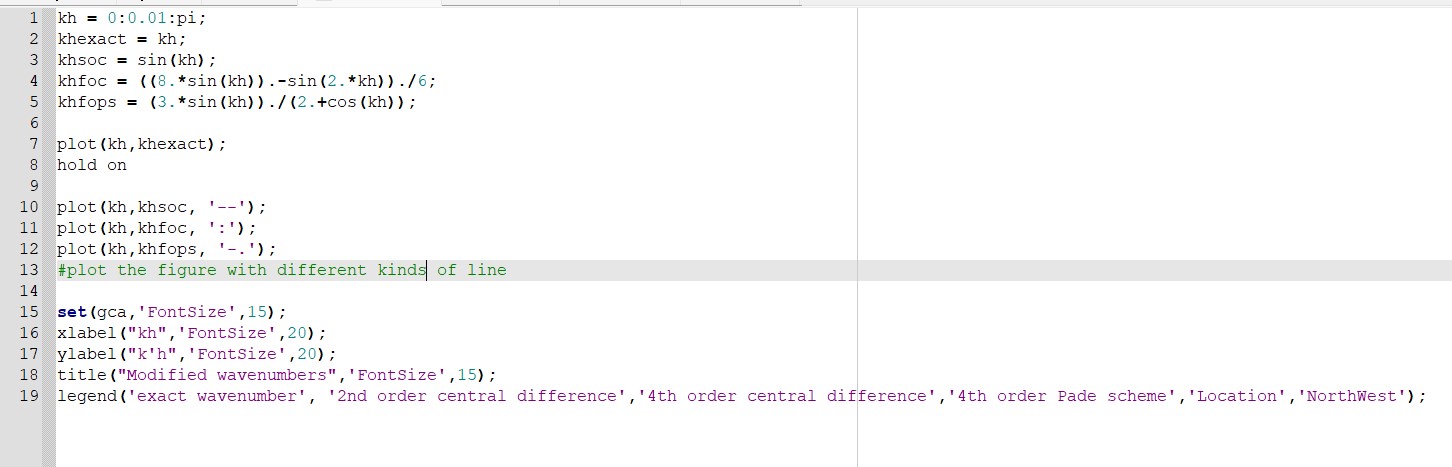 1 kh = 0:0.01:pi;
2 khexact = kh;
3 khsoc = sin(kh);
4 khfoc = ((8.*sin(kh)).-sin(2.*kh))./6;
5 khfops = (3.*sin(kh))./(2.+cos(kh));
6
7 plot(kh,khexact);
8 hold on
9
10 plot(kh,khsoc, '--');
11 plot(kh,khfoc, ':');
12 plot(kh,khfops, '-.');
13 #plot the figure with different kinds of line
14
15 set(gca,'FontSize',15);
16 xlabel("kh",'FontSize',20);
17 ylabel("k'h",'FontSize',20);
18 title("Modified wavenumbers",'FontSize',15);
19 legend('exact wavenumber', '2nd order central difference','4th order central difference','4th order Pade scheme','Location','NorthWest');